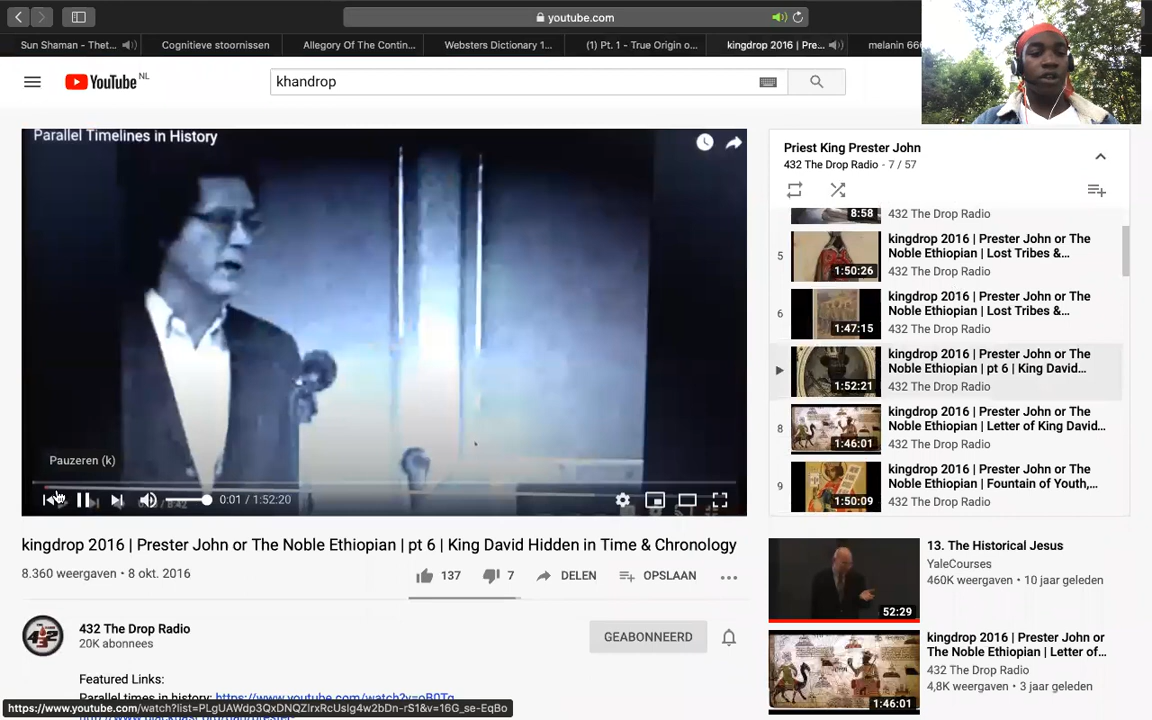 youtube.com
Sun Shaman - Thet...
Cognitieve stoornissen
Allegory Of The Contin...
Websters Dictionary 1...
(1) Pt. 1 - True Origin o...
kingdrop 2016 | Pre...
melanin 666
YouTube NL
khandrop
Parallel Timelines in History
Pauzeren (k)
0:01 / 1:52:20
kingdrop 2016 | Prester John or The Noble Ethiopian | pt 6 | King David Hidden in Time & Chronology
8.360 weergaven • 8 okt. 2016
137
7
DELEN
OPSLAAN
432 The Drop Radio
20K abonnees
GEABONNEERD
Featured Links:
Parallel times in history: https://www.youtube.com/watch?v=oB0Tg
https://www.youtube.com/watch?list=PLgUAWdp3QxDNQZIrxRcUsIg4w2bDn-rS1&v=16G_se-EqBo
Priest King Prester John
432 The Drop Radio - 7 / 57
8:58
432 The Drop Radio
5
1:50:26
kingdrop 2016 | Prester John or The
Noble Ethiopian | Lost Tribes &...
432 The Drop Radio
6
1:47:15
kingdrop 2016 | Prester John or The
Noble Ethiopian | Lost Tribes &...
432 The Drop Radio
1:52:21
kingdrop 2016 | Prester John or The
Noble Ethiopian | pt 6 | King David...
432 The Drop Radio
8
1:46:01
kingdrop 2016 | Prester John or The
Noble Ethiopian | Letter of King David...
432 The Drop Radio
9
1:50:09
kingdrop 2016 | Prester John or The
Noble Ethiopian | Fountain of Youth,...
432 The Drop Radio
52:29
13. The Historical Jesus
YaleCourses
460K weergaven • 10 jaar geleden
1:46:01
kingdrop 2016 | Prester John or
The Noble Ethiopian | Letter of...
432 The Drop Radio
4,8K weergaven • 3 jaar geleden